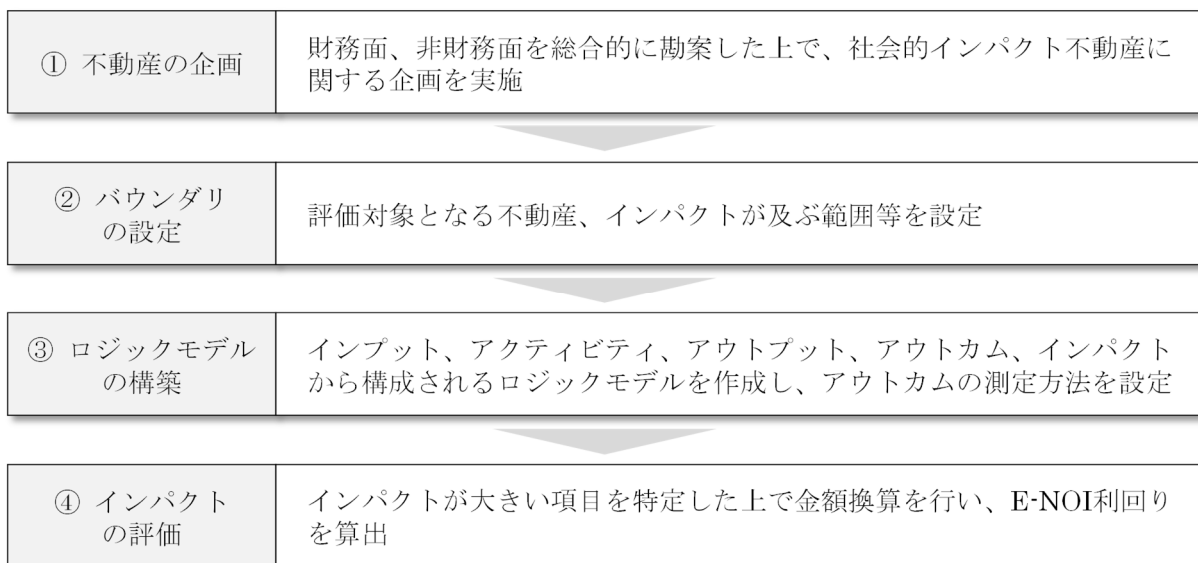 ① 不動産の企画
財務面、非財務面を総合的に勘案した上で、社会的インパクト不動産に
関する企画を実施
② バウンダリ
の設定
評価対象となる不動産、インパクトが及ぶ範囲等を設定
③ ロジックモデル
の構築
インプット、アクティビティ、アウトプット、アウトカム、インパクト
から構成されるロジックモデルを作成し、アウトカムの測定方法を設定
④ インパクト
の評価
インパクトが大きい項目を特定した上で金額換算を行い、E-NOI利回り
を算出